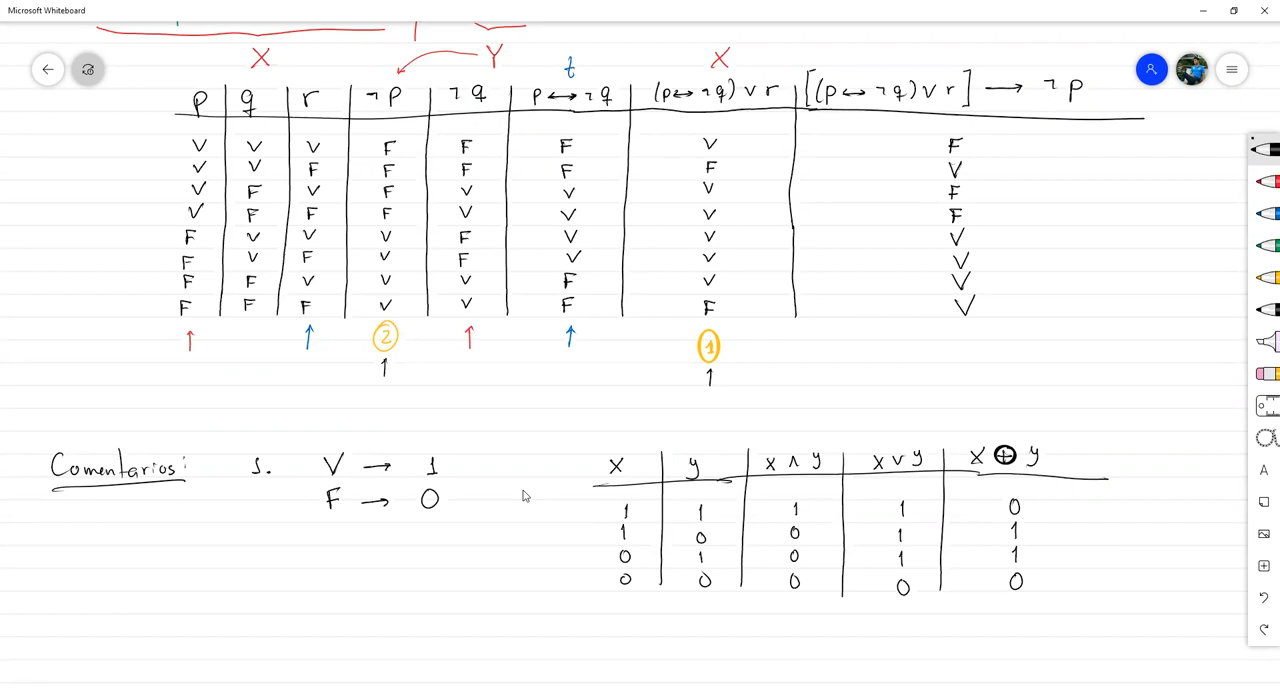 Microsoft Whiteboard
X Y t X
p q r ¬p ¬q p ↔ ¬q (p ↔ ¬q) ∨ r [(p ↔ ¬q) ∨ r] → ¬p
V V V F F F V F
V V F F F F F V
V F V F V V V F
V F F F V V V F
F V V V F V V V
F V F V F V V V
F F V V V F V V
F F F V V F F V
↑ ↑ 2 ↑ ↑ 1
1 1
Comentarios: 1. V → 1
F → 0
x y x ∧ y x ∨ y x ⊕ y
1 1 1 1 0
1 0 0 1 1
0 1 0 1 1
0 0 0 0 0
A